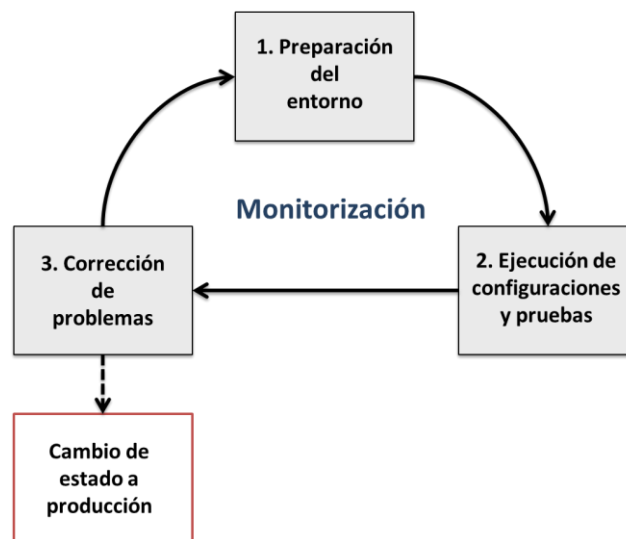 1. Preparación
del
entorno
Monitorización
3. Corrección
de
problemas
2. Ejecución de
configuraciones
y pruebas
Cambio de
estado a
producción